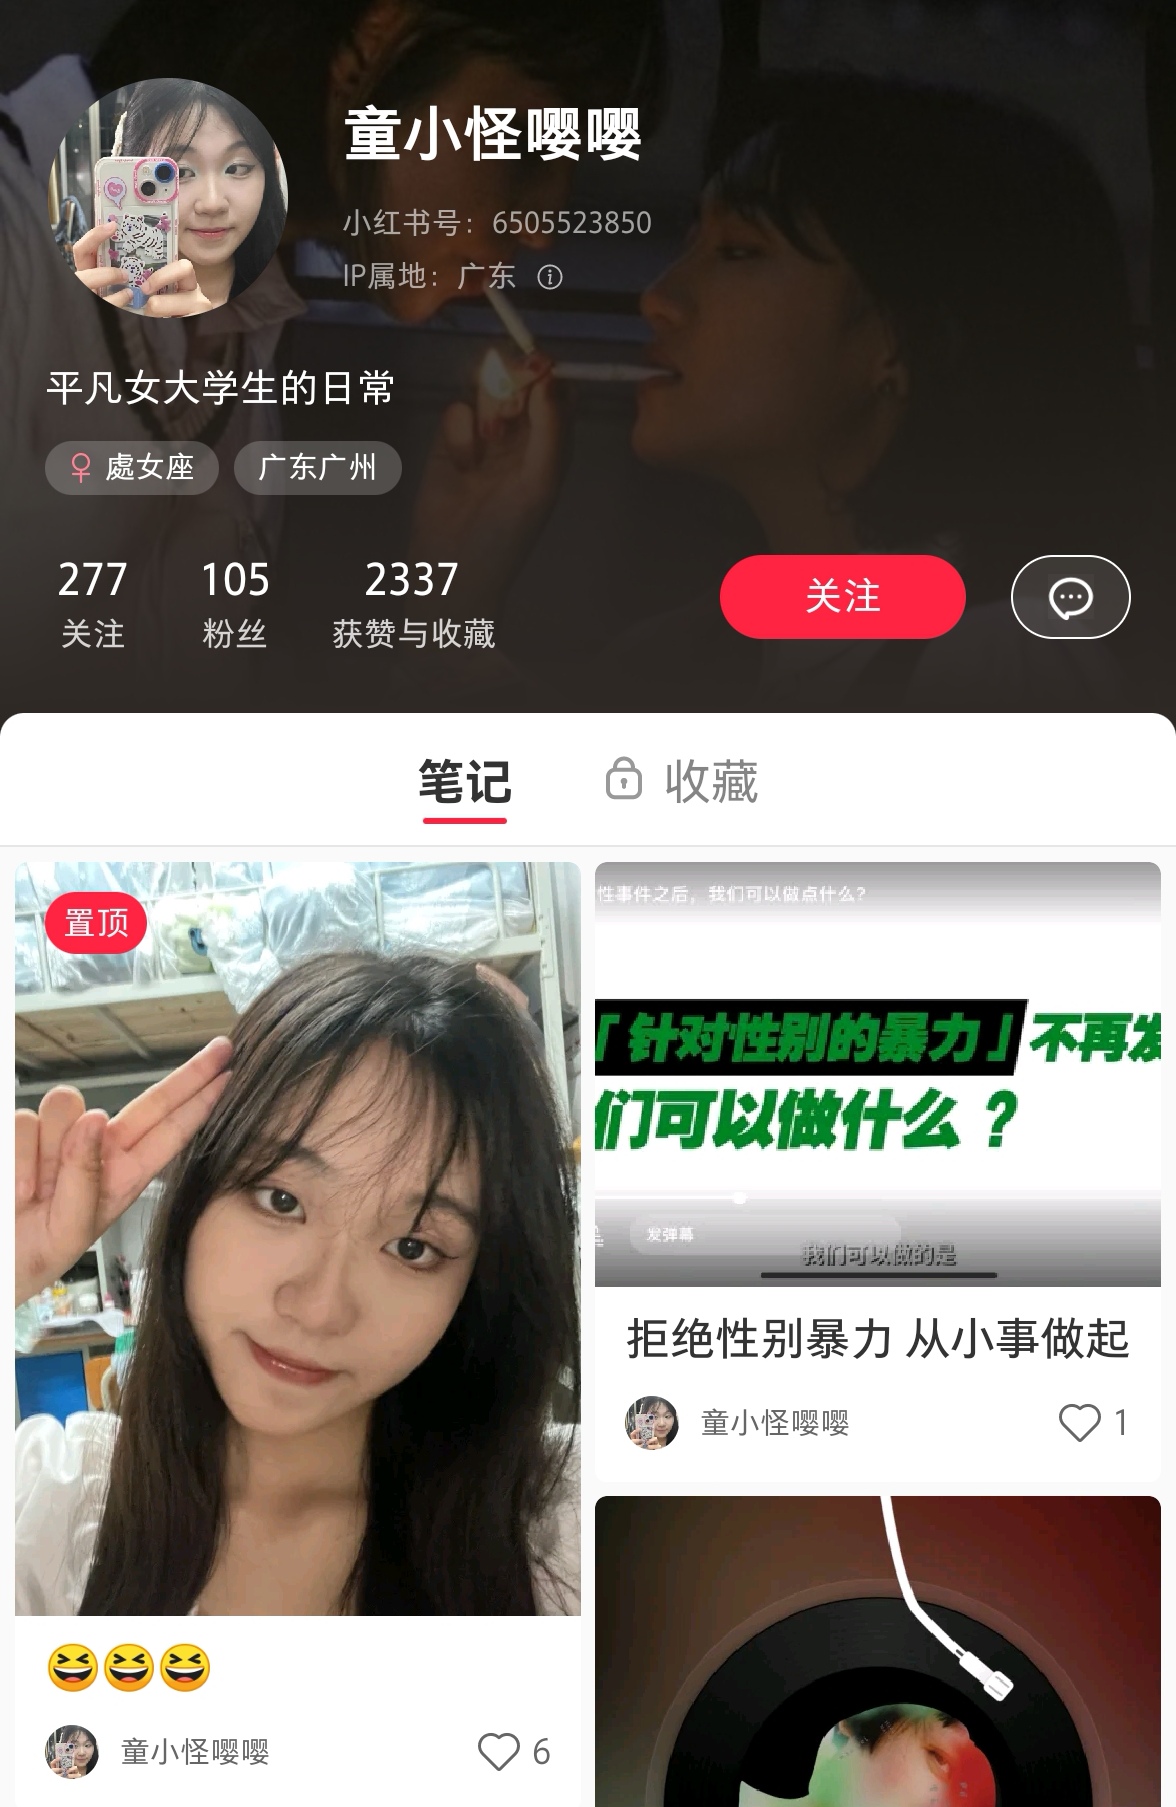 童小怪嘤嘤
小红书号：6505523850
IP属地：广东
平凡女大学生的日常
處女座
广东广州
277
关注
105
粉丝
2337
获赞与收藏
关注
笔记
收藏
置顶
😆😆😆
童小怪嘤嘤
6
性事件之后，我们可以做点什么？
「针对性别的暴力」不再发
们可以做什么？
发弹幕
我们可以做的是
拒绝性别暴力 从小事做起
童小怪嘤嘤
1